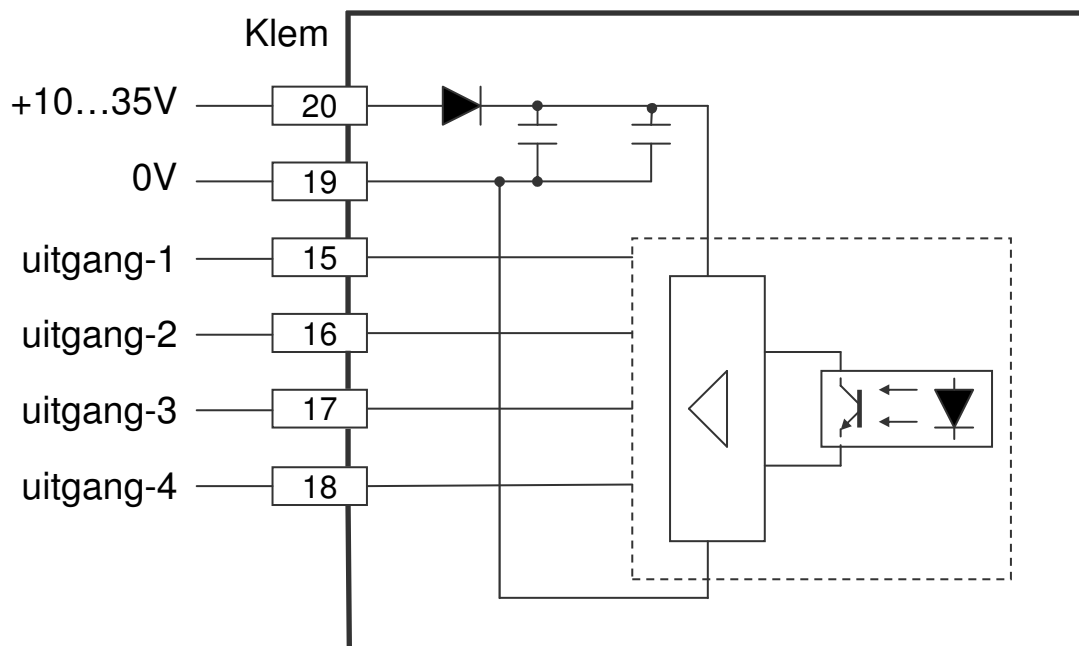 Klem
+10…35V 20
0V 19
uitgang-1 15
uitgang-2 16
uitgang-3 17
uitgang-4 18